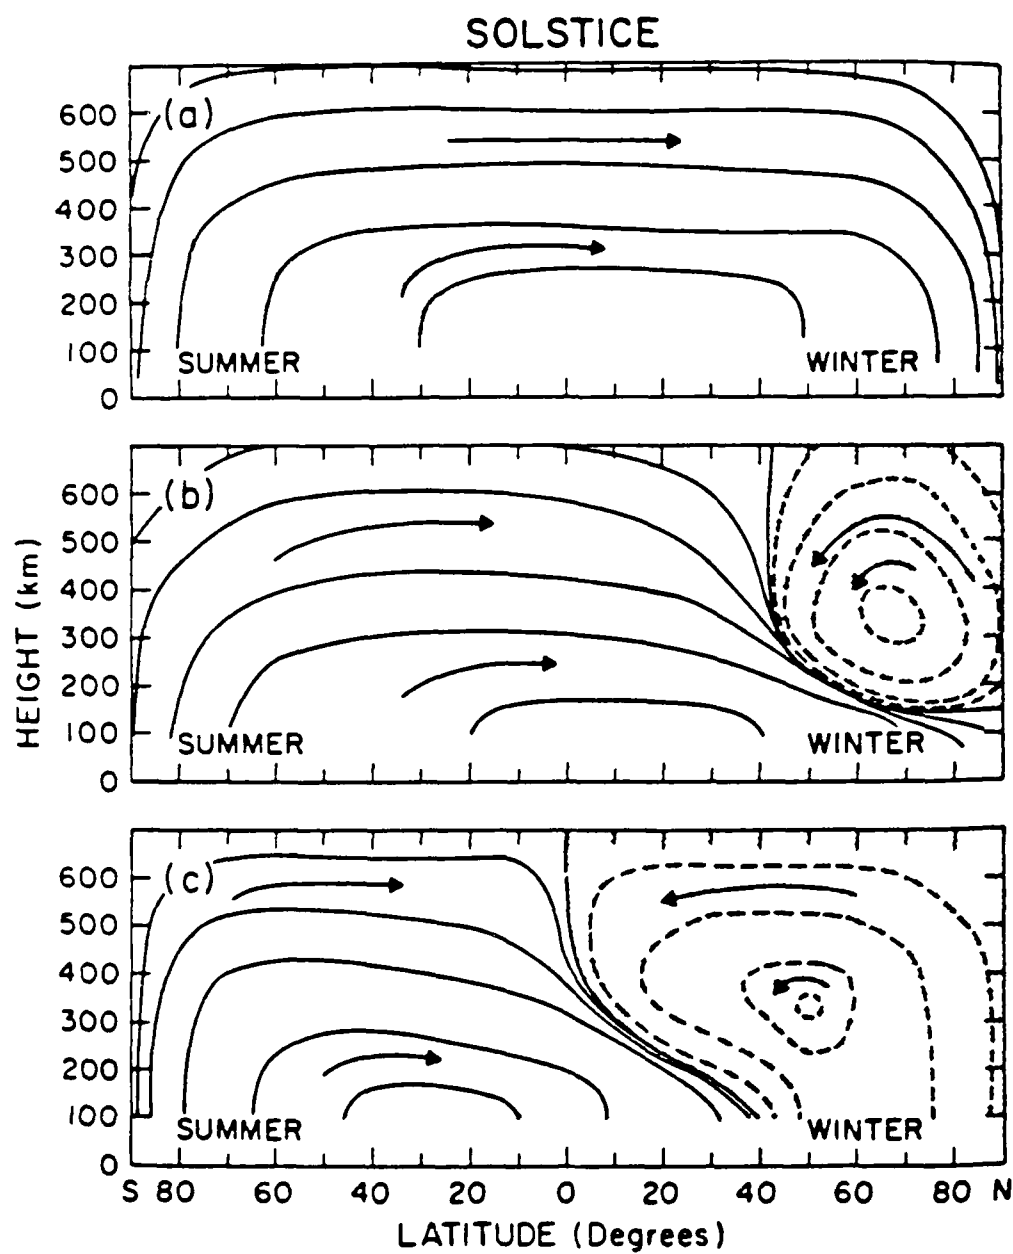 SOLSTICE
(a)
600
500
400
300
200
100
0
SUMMER WINTER
(b)
600
500
400
300
200
100
0
SUMMER WINTER
HEIGHT (km)
(c)
600
500
400
300
200
100
0
SUMMER WINTER
S 80 60 40 20 0 20 40 60 80 N
LATITUDE (Degrees)